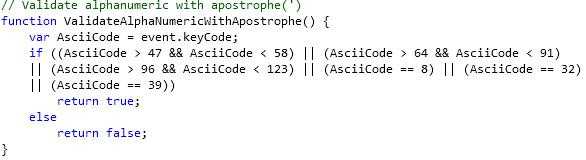 // Validate alphanumeric with apostrophe(')
function ValidateAlphaNumericWithApostrophe() {
    var AsciiCode = event.keyCode;
    if ((AsciiCode > 47 && AsciiCode < 58) || (AsciiCode > 64 && AsciiCode < 91)
    || (AsciiCode > 96 && AsciiCode < 123) || (AsciiCode == 8) || (AsciiCode == 32)
    || (AsciiCode == 39))
        return true;
    else
        return false;
}